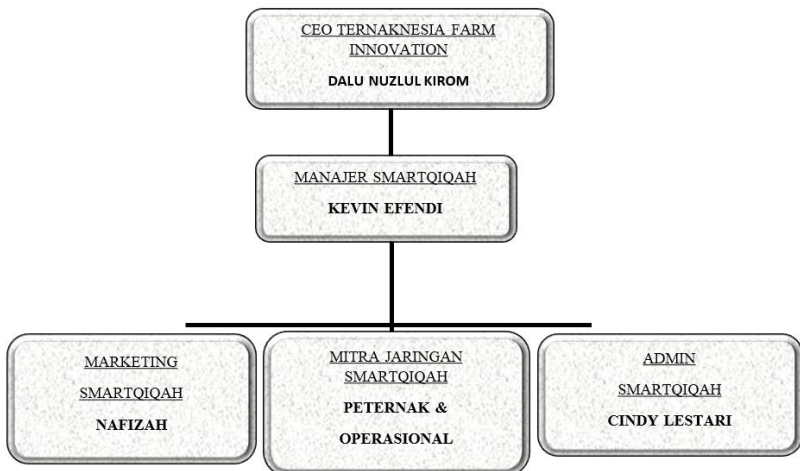 CEO TERNAKNESIA FARM
INNOVATION
DALU NUZLUL KIROM
MANAJER SMARTQIQAH
KEVIN EFENDI
MARKETING
SMARTQIQAH
NAFIZAH
MITRA JARINGAN
SMARTQIQAH
PETERNAK &
OPERASIONAL
ADMIN
SMARTQIQAH
CINDY LESTARI